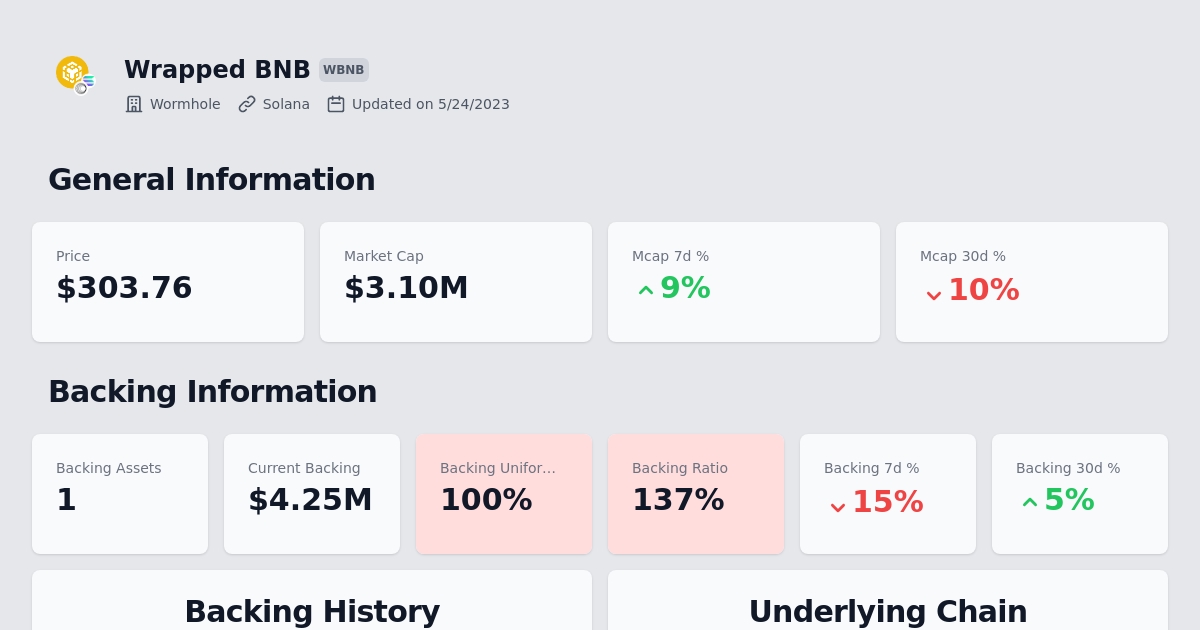 Wrapped BNB WBNB
Wormhole Solana Updated on 5/24/2023
General Information
Price
$303.76
Market Cap
$3.10M
Mcap 7d %
9%
Mcap 30d %
10%
Backing Information
Backing Assets
1
Current Backing
$4.25M
Backing Unifor...
100%
Backing Ratio
137%
Backing 7d %
15%
Backing 30d %
5%
Backing History
Underlying Chain